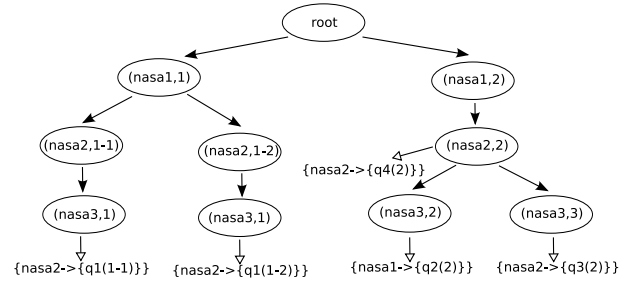 root
(nasa1,1)
(nasa1,2)
(nasa2,1-1)
(nasa2,1-2)
(nasa2,2)
{nasa2->{q4(2)}}
(nasa3,1)
(nasa3,1)
(nasa3,2)
(nasa3,3)
{nasa2->{q1(1-1)}}
{nasa2->{q1(1-2)}}
{nasa1->{q2(2)}}
{nasa2->{q3(2)}}